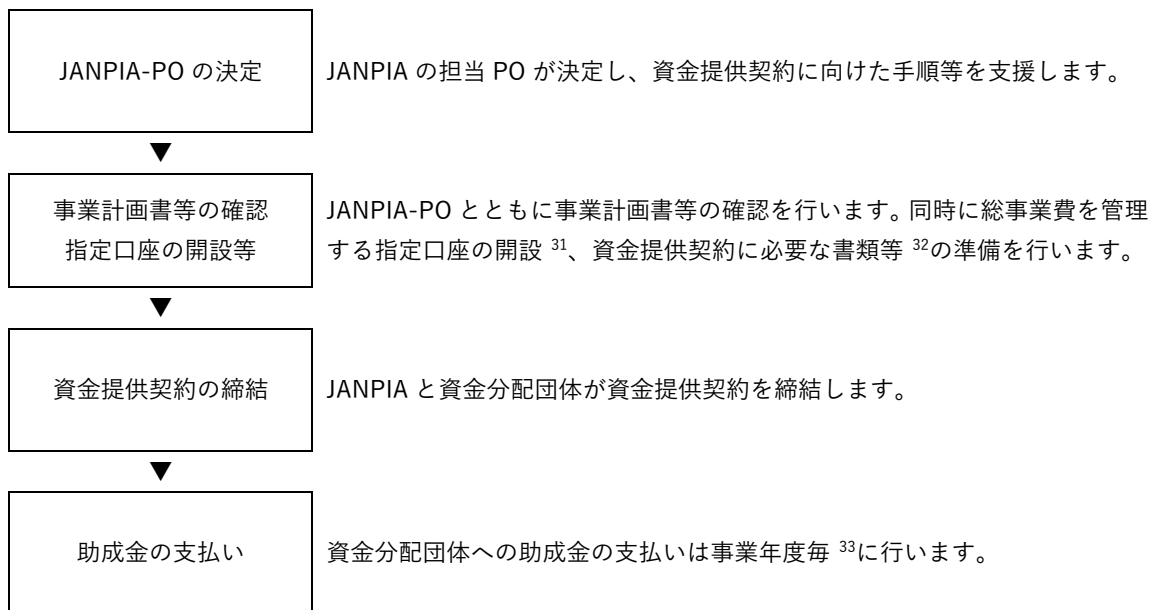 JANPIA-PO の決定
JANPIA の担当 PO が決定し、資金提供契約に向けた手順等を支援します。
▼
事業計画書等の確認
指定口座の開設等
JANPIA-PO とともに事業計画書等の確認を行います。同時に総事業費を管理
する指定口座の開設 31、資金提供契約に必要な書類等 32の準備を行います。
▼
資金提供契約の締結
JANPIA と資金分配団体が資金提供契約を締結します。
▼
助成金の支払い
資金分配団体への助成金の支払いは事業年度毎 33に行います。